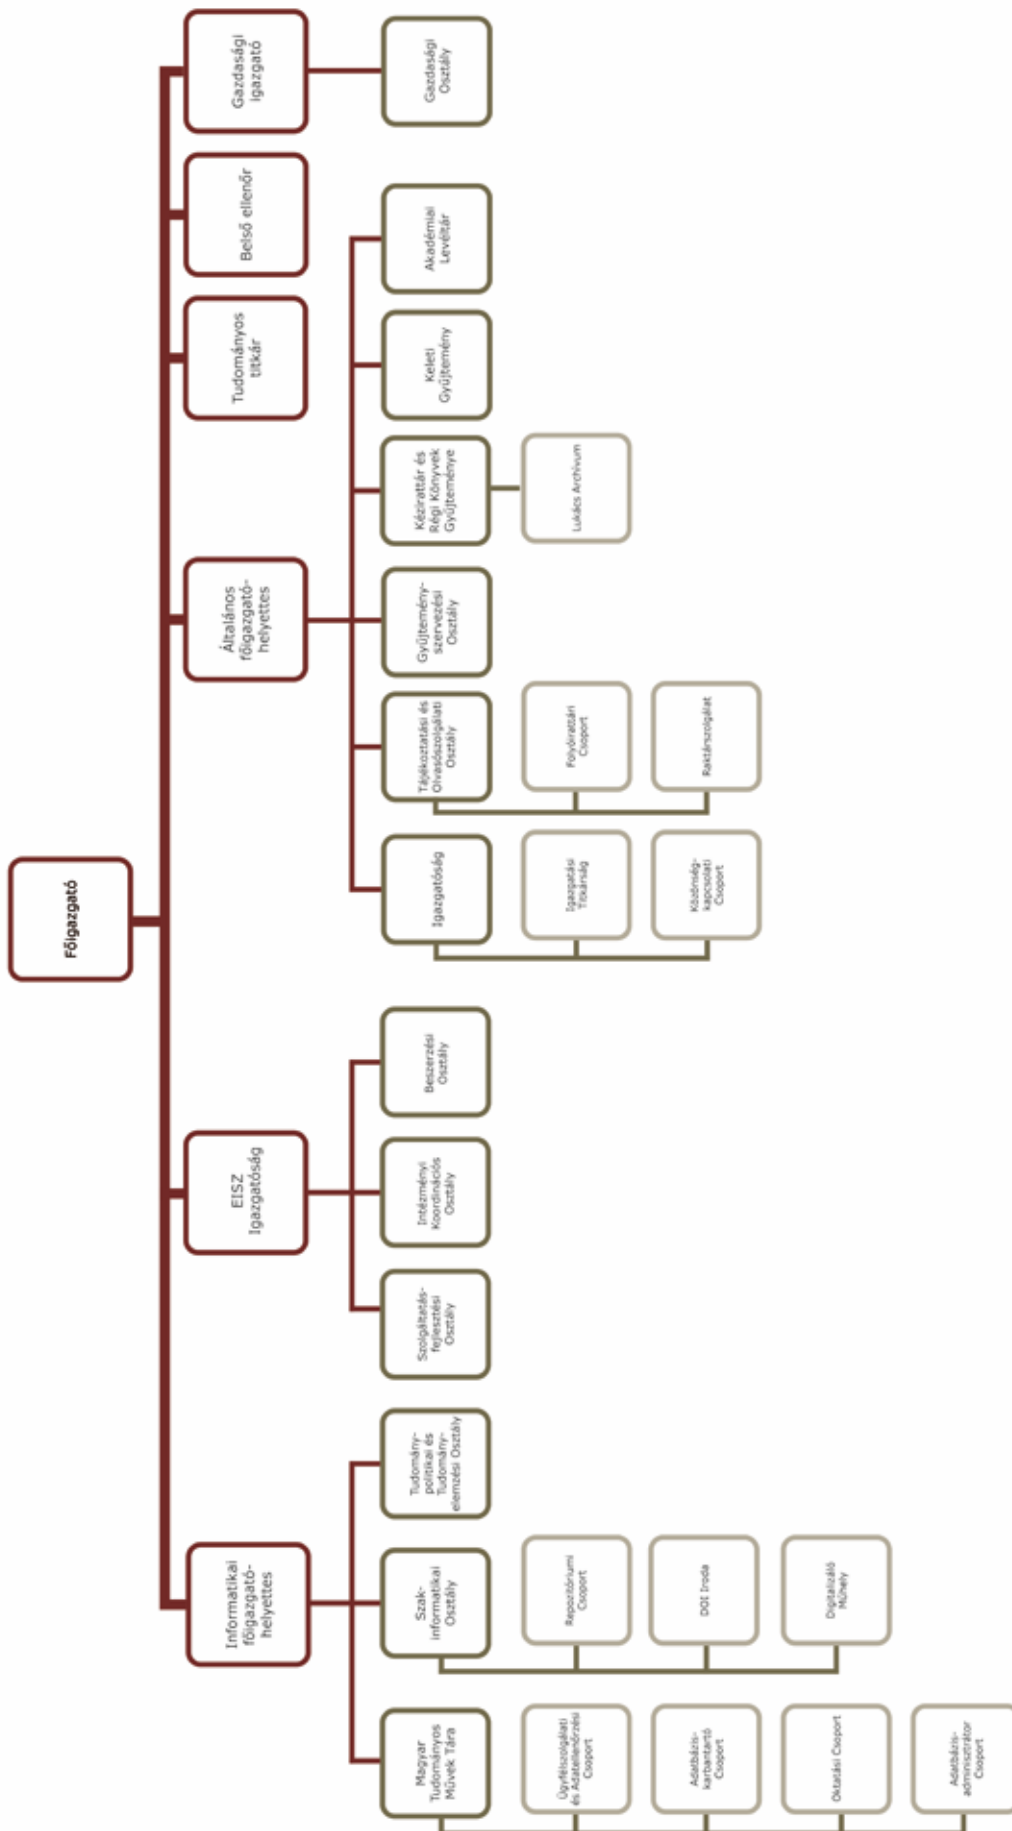 Főigazgató
Informatikai
főigazgató-
helyettes
EISZ
Igazgatóság
Általános
főigazgató-
helyettes
Tudományos
titkár
Belső ellenőr
Gazdasági
igazgató
Magyar
Tudományos
Művek Tára
Szak-
informatikai
Osztály
Tudomány-
politikai és
Tudomány-
elemzési Osztály
Szolgáltatás-
fejlesztési
Osztály
Intézményi
Koordinációs
Osztály
Beszerzési
Osztály
Igazgatóság
Tájékoztatási és
Olvasószolgálati
Osztály
Gyűjtemény-
szervezési
Osztály
Kézirattár és
Régi Könyvek
Gyűjteménye
Keleti
Gyűjtemény
Akadémiai
Levéltár
Gazdasági
Osztály
Ügyfélszolgálati
és Adatellenőrzési
Csoport
Repozitóriumi
Csoport
Igazgatási
Titkárság
Folyóirattári
Csoport
Lukács Archívum
Adatbázis-
karbantartó
Csoport
DOI Iroda
Közönség-
kapcsolati
Csoport
Raktárszolgálat
Oktatási Csoport
Digitalizáló
Műhely
Adatbázis-
adminisztrátor
Csoport